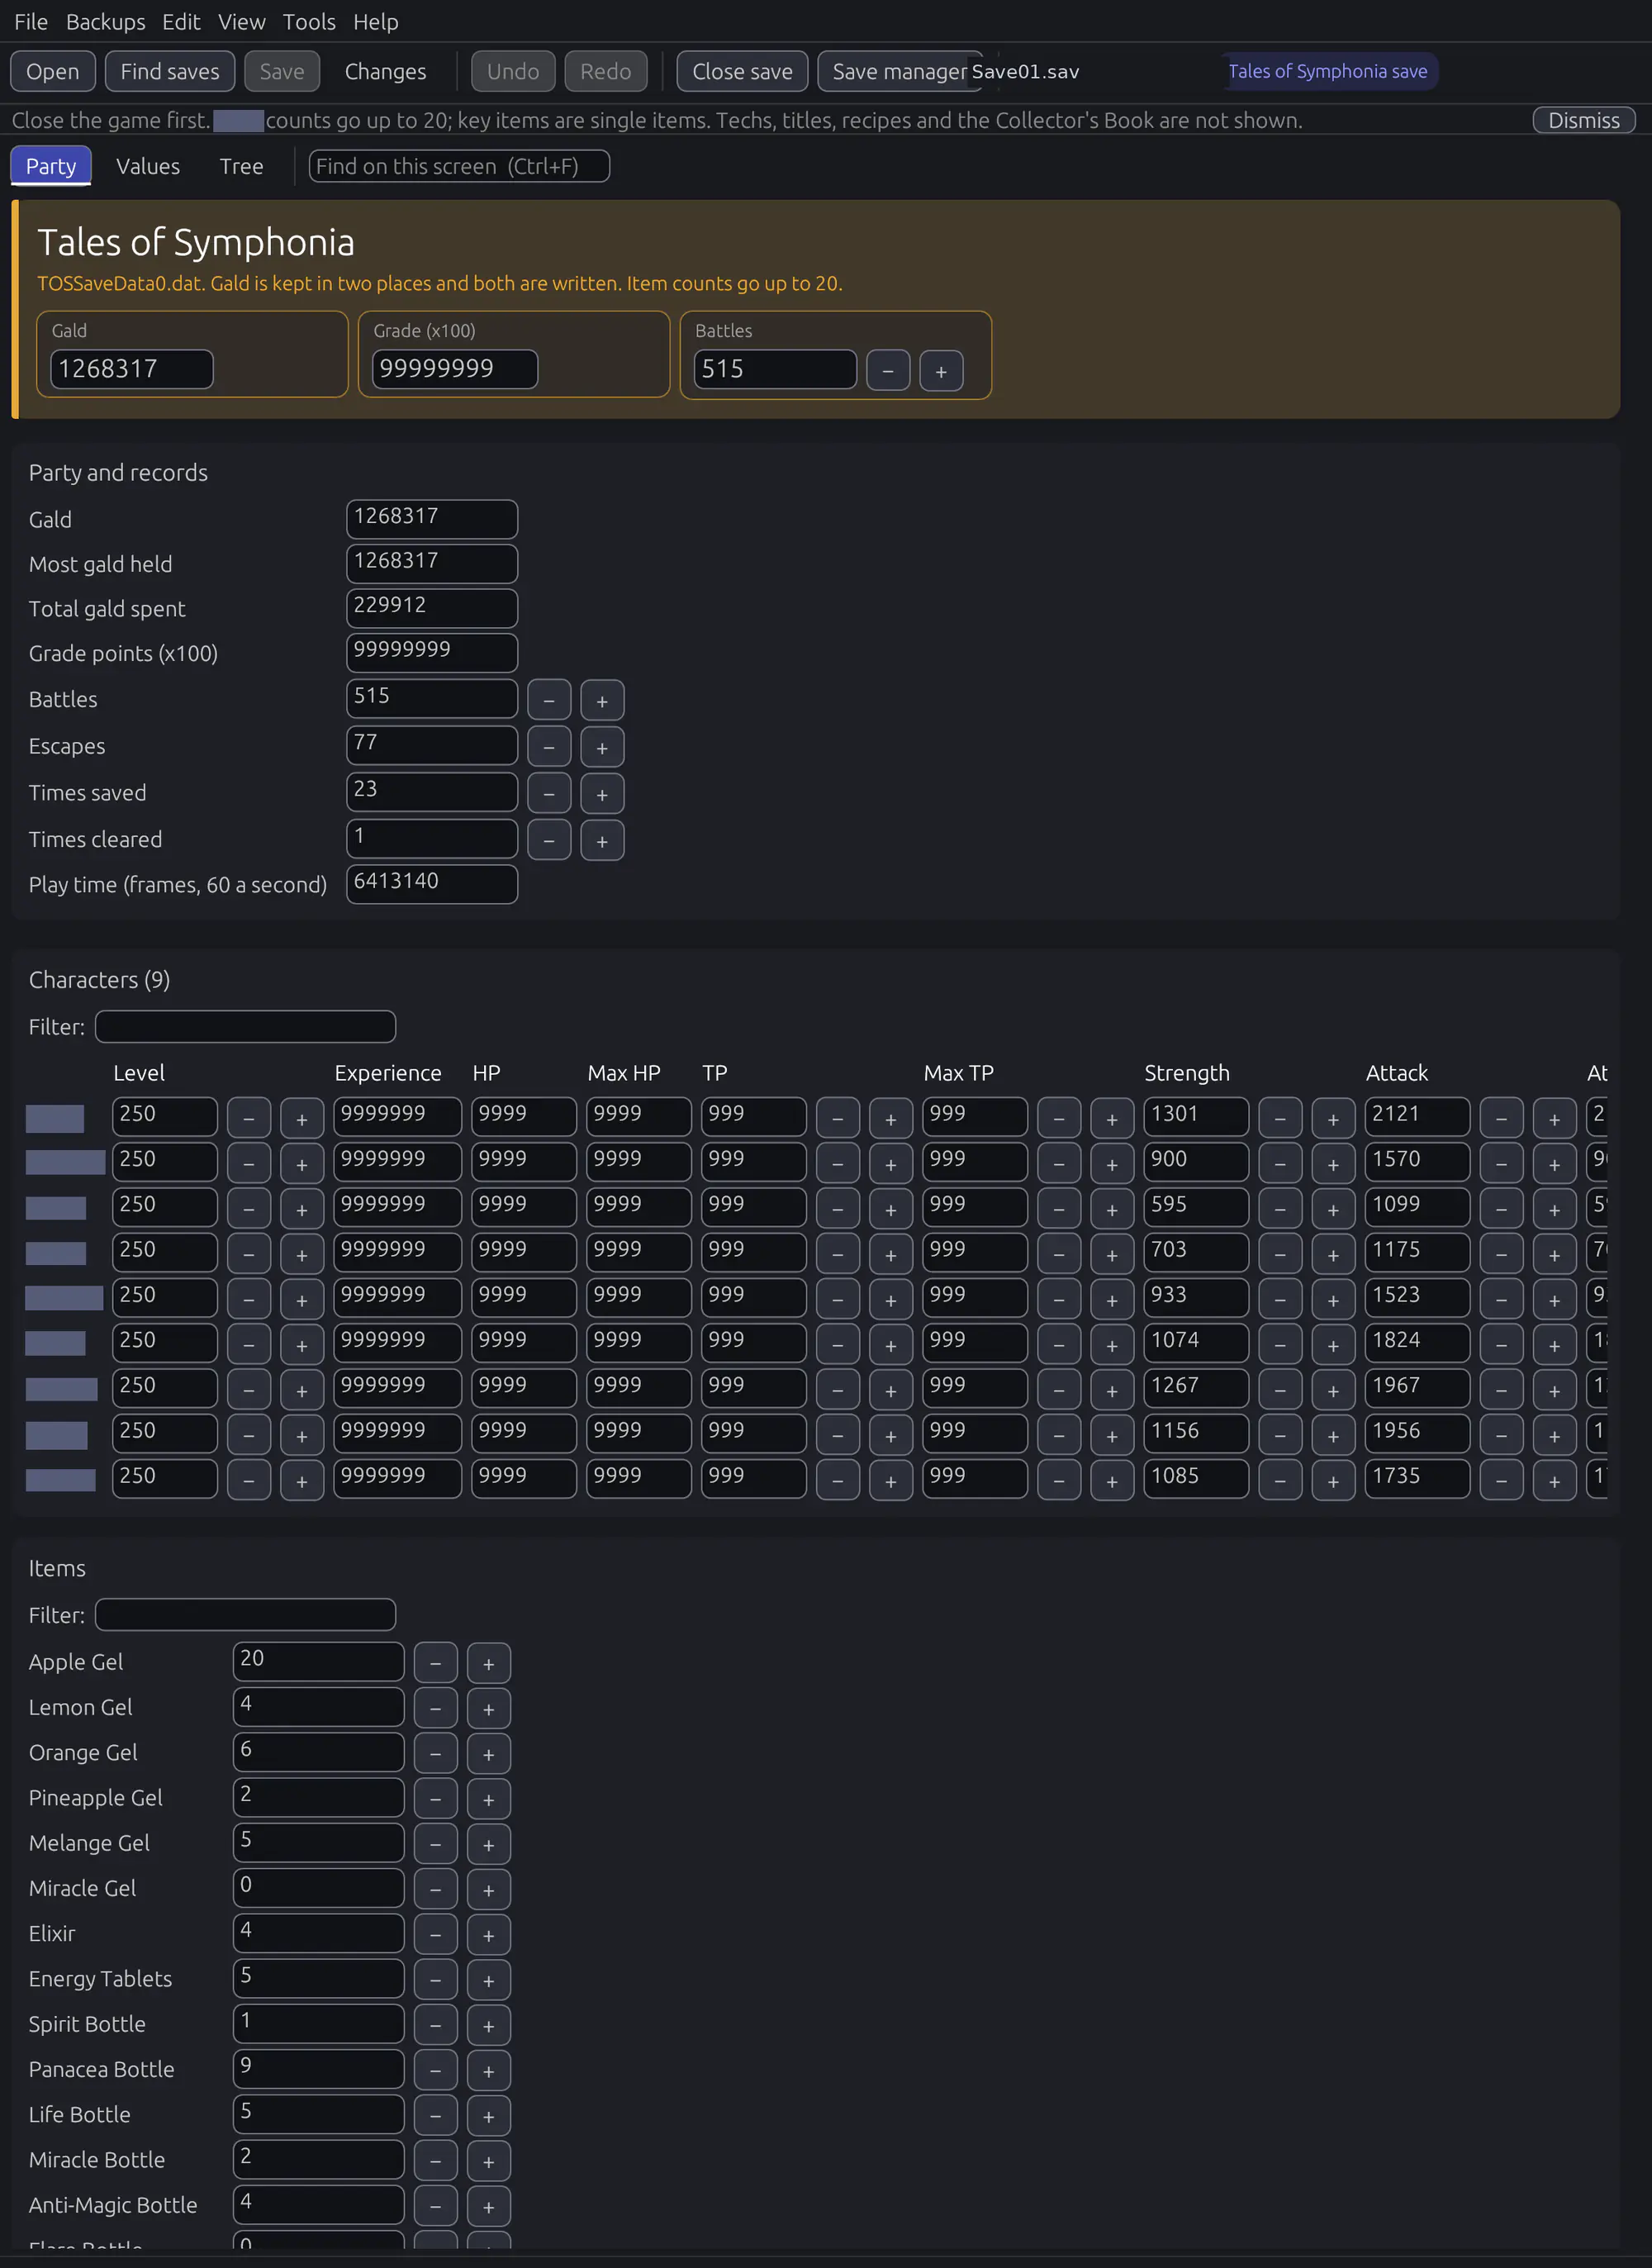 File Backups Edit View Tools Help
Open Find saves Save Changes Undo Redo Close save Save manager Save01.sav Tales of Symphonia save
Close the game first. counts go up to 20; key items are single items. Techs, titles, recipes and the Collector's Book are not shown. Dismiss
Party Values Tree Find on this screen (Ctrl+F)
Tales of Symphonia
TOSSaveData0.dat. Gald is kept in two places and both are written. Item counts go up to 20.
Gald Grade (x100) Battles
1268317 99999999 515 − +
Party and records
Gald 1268317
Most gald held 1268317
Total gald spent 229912
Grade points (x100) 99999999
Battles 515 − +
Escapes 77 − +
Times saved 23 − +
Times cleared 1 − +
Play time (frames, 60 a second) 6413140
Characters (9)
Filter:
Level Experience HP Max HP TP Max TP Strength Attack
250 − + 9999999 9999 9999 999 − + 999 − + 1301 − + 2121 − +
250 − + 9999999 9999 9999 999 − + 999 − + 900 − + 1570 − +
250 − + 9999999 9999 9999 999 − + 999 − + 595 − + 1099 − +
250 − + 9999999 9999 9999 999 − + 999 − + 703 − + 1175 − +
250 − + 9999999 9999 9999 999 − + 999 − + 933 − + 1523 − +
250 − + 9999999 9999 9999 999 − + 999 − + 1074 − + 1824 − +
250 − + 9999999 9999 9999 999 − + 999 − + 1267 − + 1967 − +
250 − + 9999999 9999 9999 999 − + 999 − + 1156 − + 1956 − +
250 − + 9999999 9999 9999 999 − + 999 − + 1085 − + 1735 − +
Items
Filter:
Apple Gel 20 − +
Lemon Gel 4 − +
Orange Gel 6 − +
Pineapple Gel 2 − +
Melange Gel 5 − +
Miracle Gel 0 − +
Elixir 4 − +
Energy Tablets 5 − +
Spirit Bottle 1 − +
Panacea Bottle 9 − +
Life Bottle 5 − +
Miracle Bottle 2 − +
Anti-Magic Bottle 4 − +